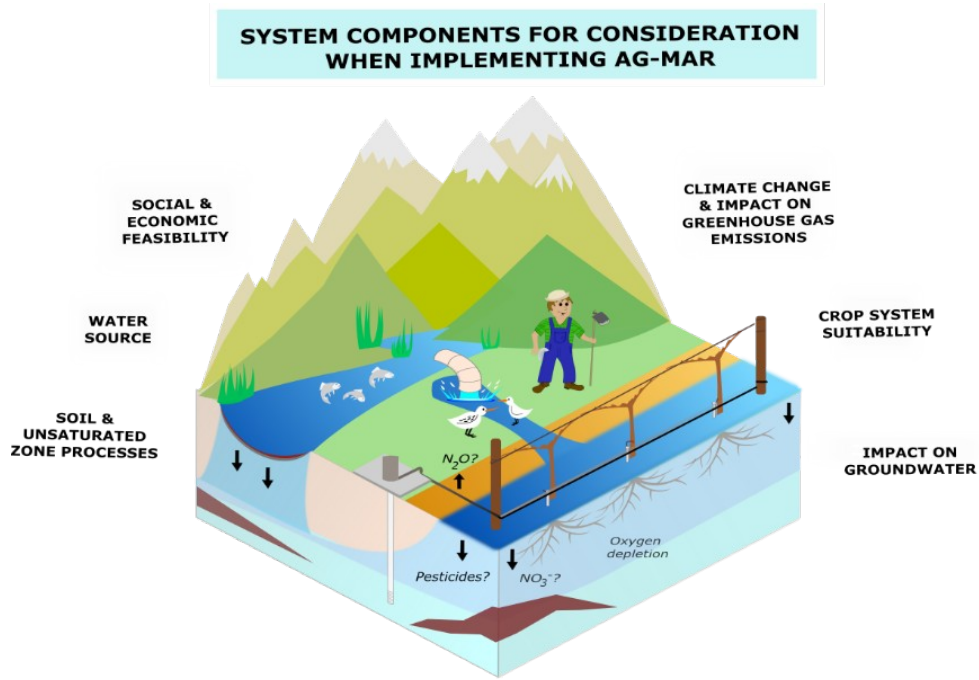 SYSTEM COMPONENTS FOR CONSIDERATION
WHEN IMPLEMENTING AG-MAR
SOCIAL &
ECONOMIC
FEASIBILITY
CLIMATE CHANGE
& IMPACT ON
GREENHOUSE GAS
EMISSIONS
WATER
SOURCE
CROP SYSTEM
SUITABILITY
SOIL &
UNSATURATED
ZONE PROCESSES
IMPACT ON
GROUNDWATER
N₂O?
Oxygen
depletion
Pesticides?
NO₃⁻?